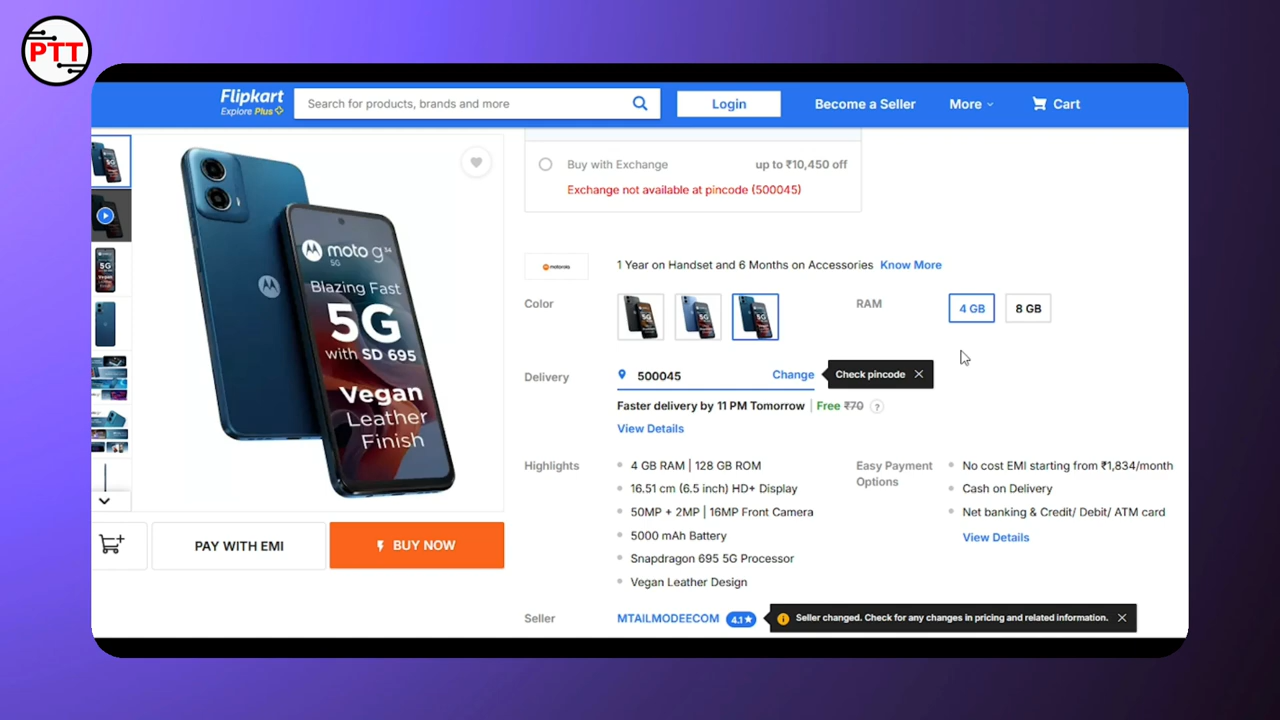 PTT
Flipkart
Explore Plus
Search for products, brands and more
Login
Become a Seller
More
Cart
Buy with Exchange
up to ₹10,450 off
Exchange not available at pincode (500045)
motorola
1 Year on Handset and 6 Months on Accessories Know More
Color
RAM
4 GB
8 GB
moto g34
5G
Blazing Fast
5G
with SD 695
Vegan
Leather
Finish
Delivery
500045
Change
Check pincode
Faster delivery by 11 PM Tomorrow | Free ₹70 ?
View Details
Highlights
4 GB RAM | 128 GB ROM
16.51 cm (6.5 inch) HD+ Display
50MP + 2MP | 16MP Front Camera
5000 mAh Battery
Snapdragon 695 5G Processor
Vegan Leather Design
Easy Payment
Options
No cost EMI starting from ₹1,834/month
Cash on Delivery
Net banking & Credit/ Debit/ ATM card
View Details
PAY WITH EMI
BUY NOW
Seller
MTAILMODEECOM
4.1★
Seller changed. Check for any changes in pricing and related information.